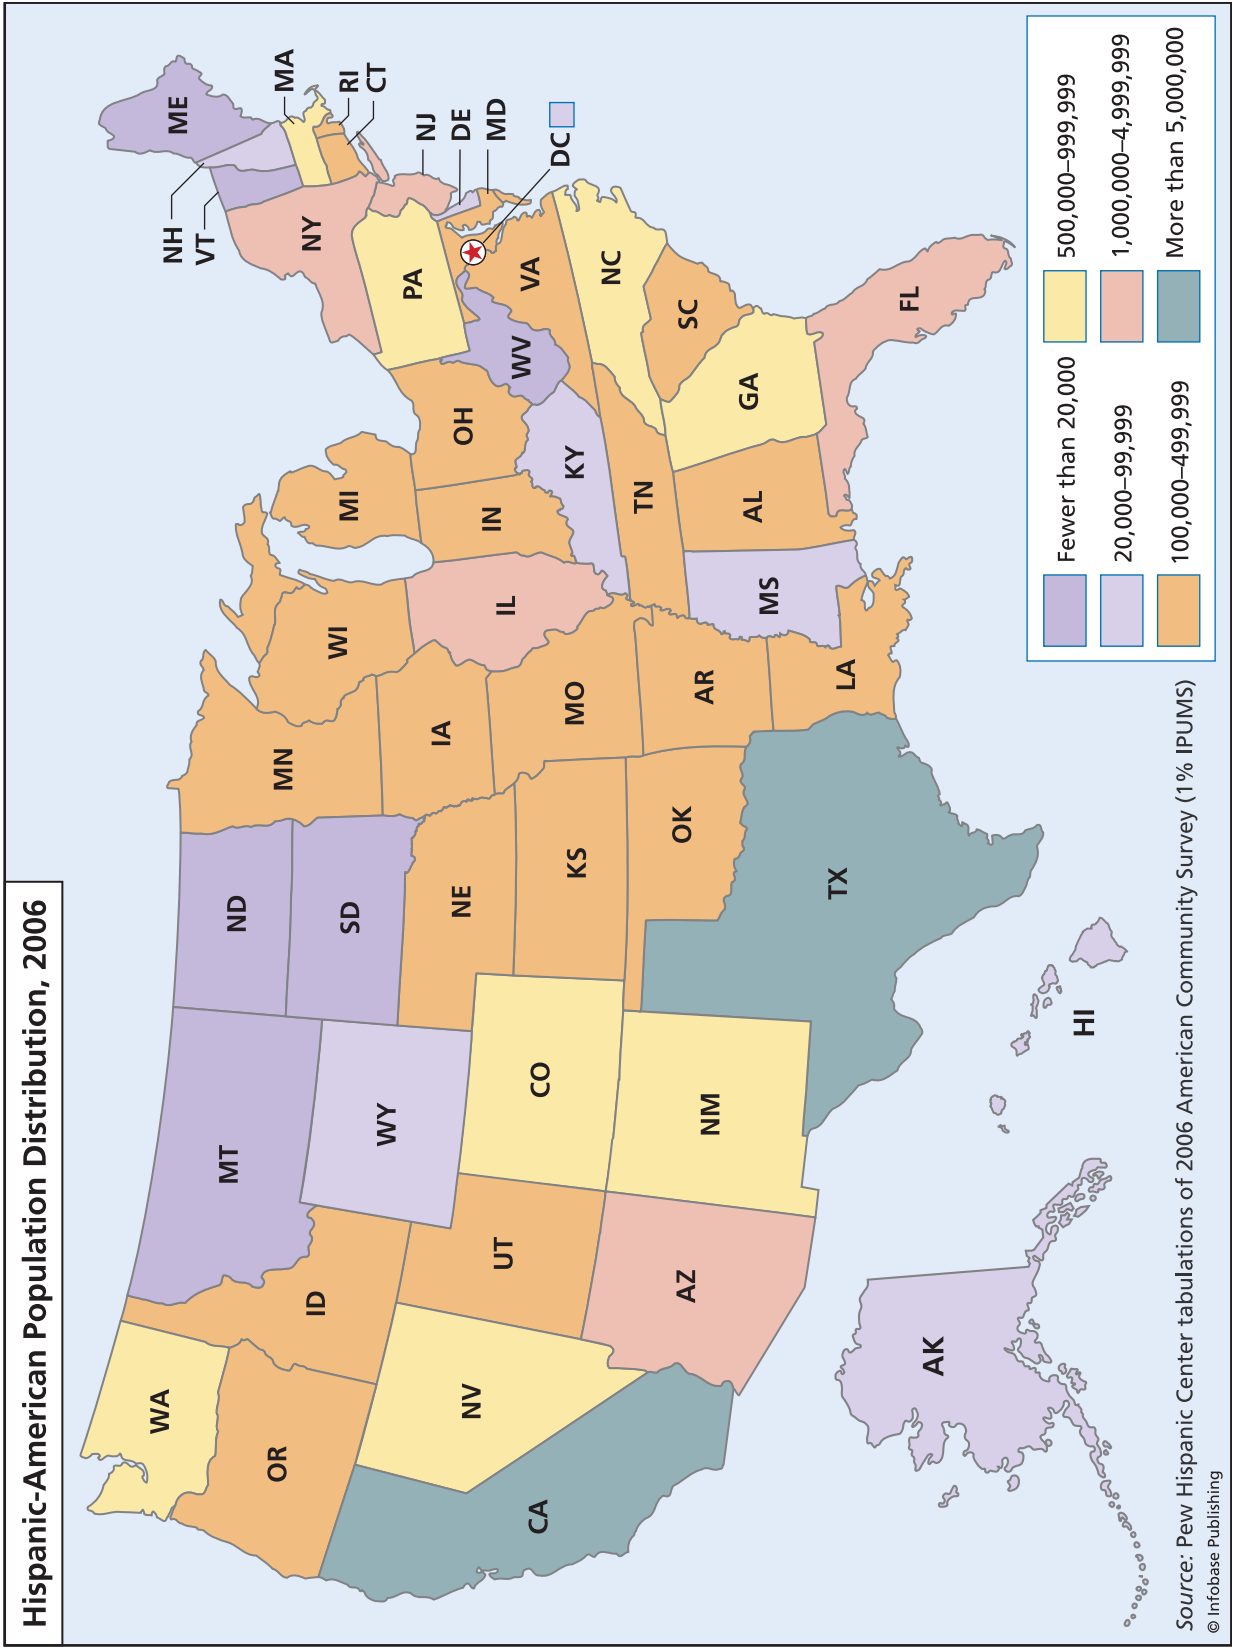 Hispanic-American Population Distribution, 2006
WA
MT
ND
MN
ME
NH
VT
MA
RI
CT
NY
OR
ID
SD
WI
MI
PA
NJ
DE
MD
DC
WY
NE
IA
IL
IN
OH
WV
VA
NV
UT
CO
KS
MO
KY
NC
CA
AZ
NM
OK
AR
TN
SC
TX
LA
MS
AL
GA
FL
AK
HI
Fewer than 20,000
20,000–99,999
100,000–499,999
500,000–999,999
1,000,000–4,999,999
More than 5,000,000
Source: Pew Hispanic Center tabulations of 2006 American Community Survey (1% IPUMS)
© Infobase Publishing